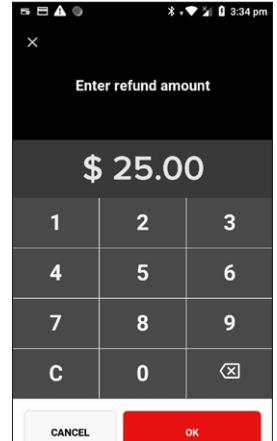 3:34 pm
Enter refund amount
$ 25.00
1 2 3
4 5 6
7 8 9
C 0
CANCEL OK